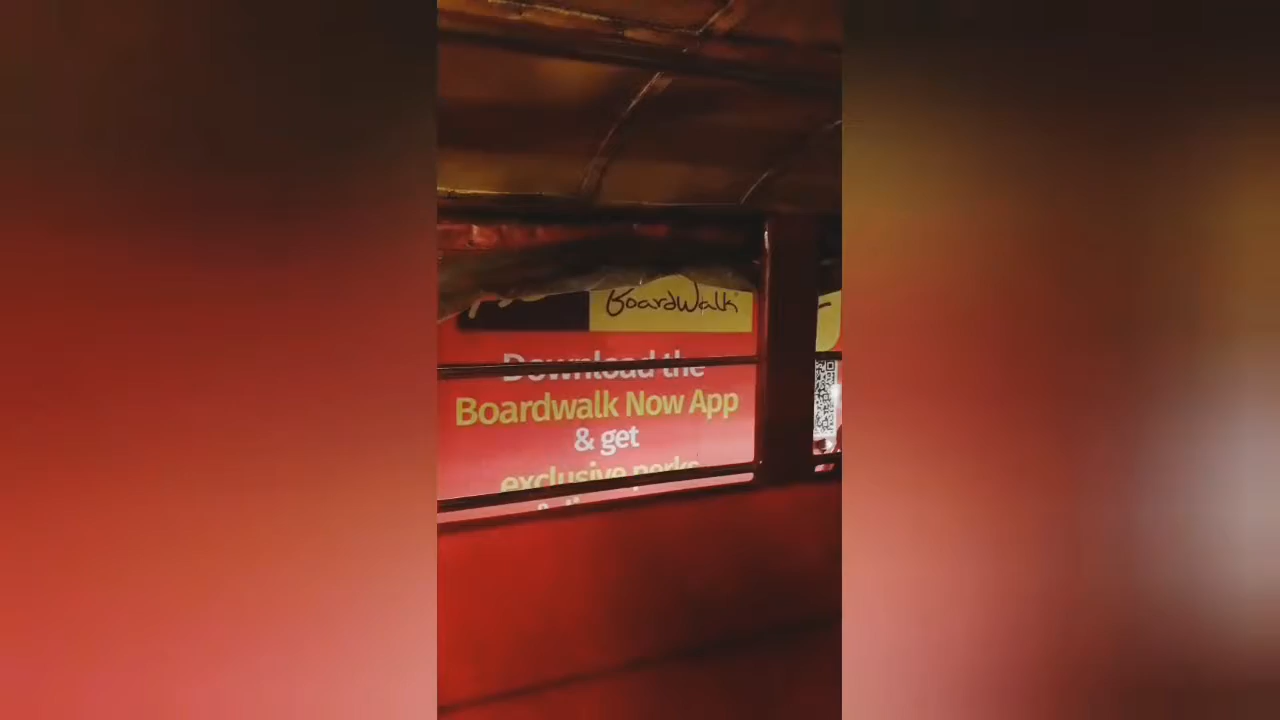 BoardWalk
Download the
Boardwalk Now App
& get
exclusive perks